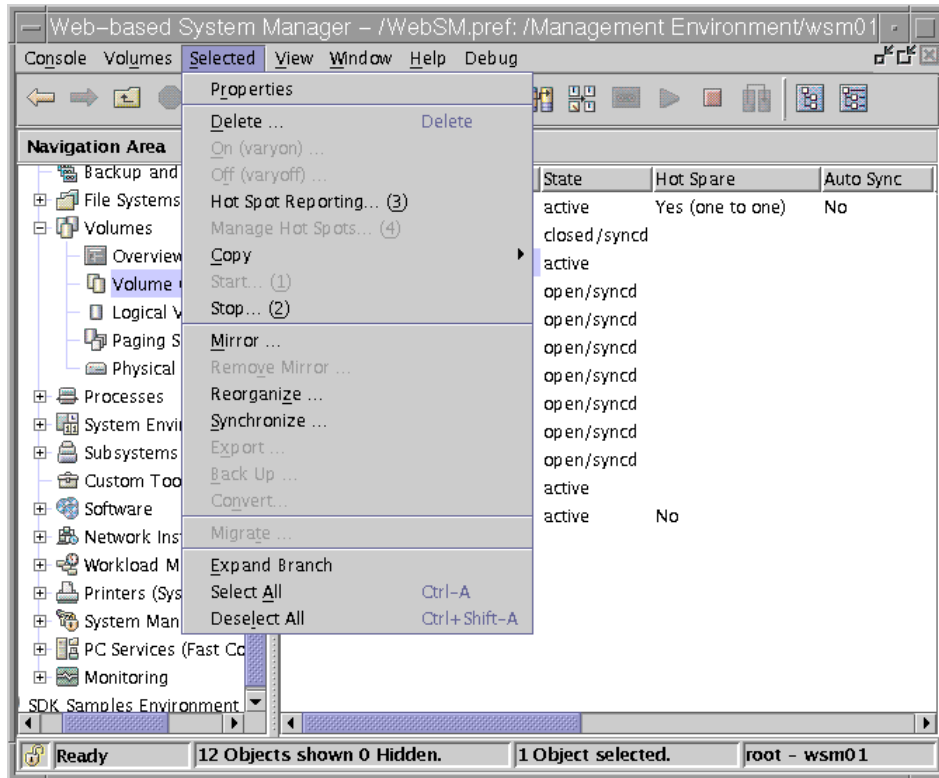 Web-based System Manager - /WebSM.pref: /Management Environment/wsm01
Console Volumes Selected View Window Help Debug
Navigation Area
Backup and
File Systems
Volumes
Overview
Volume
Logical V
Paging S
Physical
Processes
System Envi
Subsystems
Custom Too
Software
Network Ins
Workload M
Printers (Sys
System Man
PC Services (Fast Co
Monitoring
SDK Samples Environment
Properties
Delete ... Delete
On (varyon) ...
Off (varyoff) ...
Hot Spot Reporting... (3)
Manage Hot Spots... (4)
Copy
Start... (1)
Stop... (2)
Mirror ...
Remove Mirror ...
Reorganize ...
Synchronize ...
Export ...
Back Up ...
Convert...
Migrate ...
Expand Branch
Select All Ctrl-A
Deselect All Ctrl+Shift-A
State Hot Spare Auto Sync
active Yes (one to one) No
closed/syncd
active
open/syncd
open/syncd
open/syncd
open/syncd
open/syncd
open/syncd
open/syncd
active
active No
Ready 12 Objects shown 0 Hidden. 1 Object selected. root - wsm01